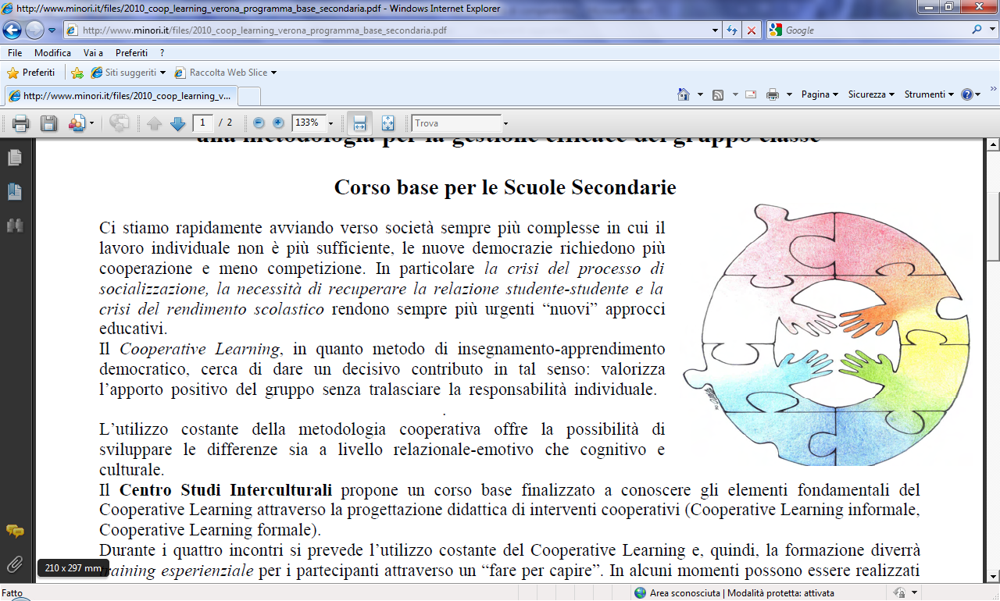 http://www.minori.it/files/2010_coop_learning_verona_programma_base_secondaria.pdf - Windows Internet Explorer
http://www.minori.it/files/2010_coop_learning_verona_programma_base_secondaria.pdf
Google
File Modifica Vai a Preferiti ?
Preferiti Siti suggeriti Raccolta Web Slice
http://www.minori.it/files/2010_coop_learning_v...
Pagina Sicurezza Strumenti
1 / 2 133% Trova
una metodologia per la gestione efficace del gruppo classe
Corso base per le Scuole Secondarie
Ci stiamo rapidamente avviando verso società sempre più complesse in cui il
lavoro individuale non è più sufficiente, le nuove democrazie richiedono più
cooperazione e meno competizione. In particolare la crisi del processo di
socializzazione, la necessità di recuperare la relazione studente-studente e la
crisi del rendimento scolastico rendono sempre più urgenti “nuovi” approcci
educativi.
Il Cooperative Learning, in quanto metodo di insegnamento-apprendimento
democratico, cerca di dare un decisivo contributo in tal senso: valorizza
l’apporto positivo del gruppo senza tralasciare la responsabilità individuale.
.
L’utilizzo costante della metodologia cooperativa offre la possibilità di
sviluppare le differenze sia a livello relazionale-emotivo che cognitivo e
culturale.
Il Centro Studi Interculturali propone un corso base finalizzato a conoscere gli elementi fondamentali del
Cooperative Learning attraverso la progettazione didattica di interventi cooperativi (Cooperative Learning informale,
Cooperative Learning formale).
Durante i quattro incontri si prevede l’utilizzo costante del Cooperative Learning e, quindi, la formazione diverrà
training esperienziale per i partecipanti attraverso un “fare per capire”. In alcuni momenti possono essere realizzati
210 x 297 mm
Fatto
Area sconosciuta | Modalità protetta: attivata